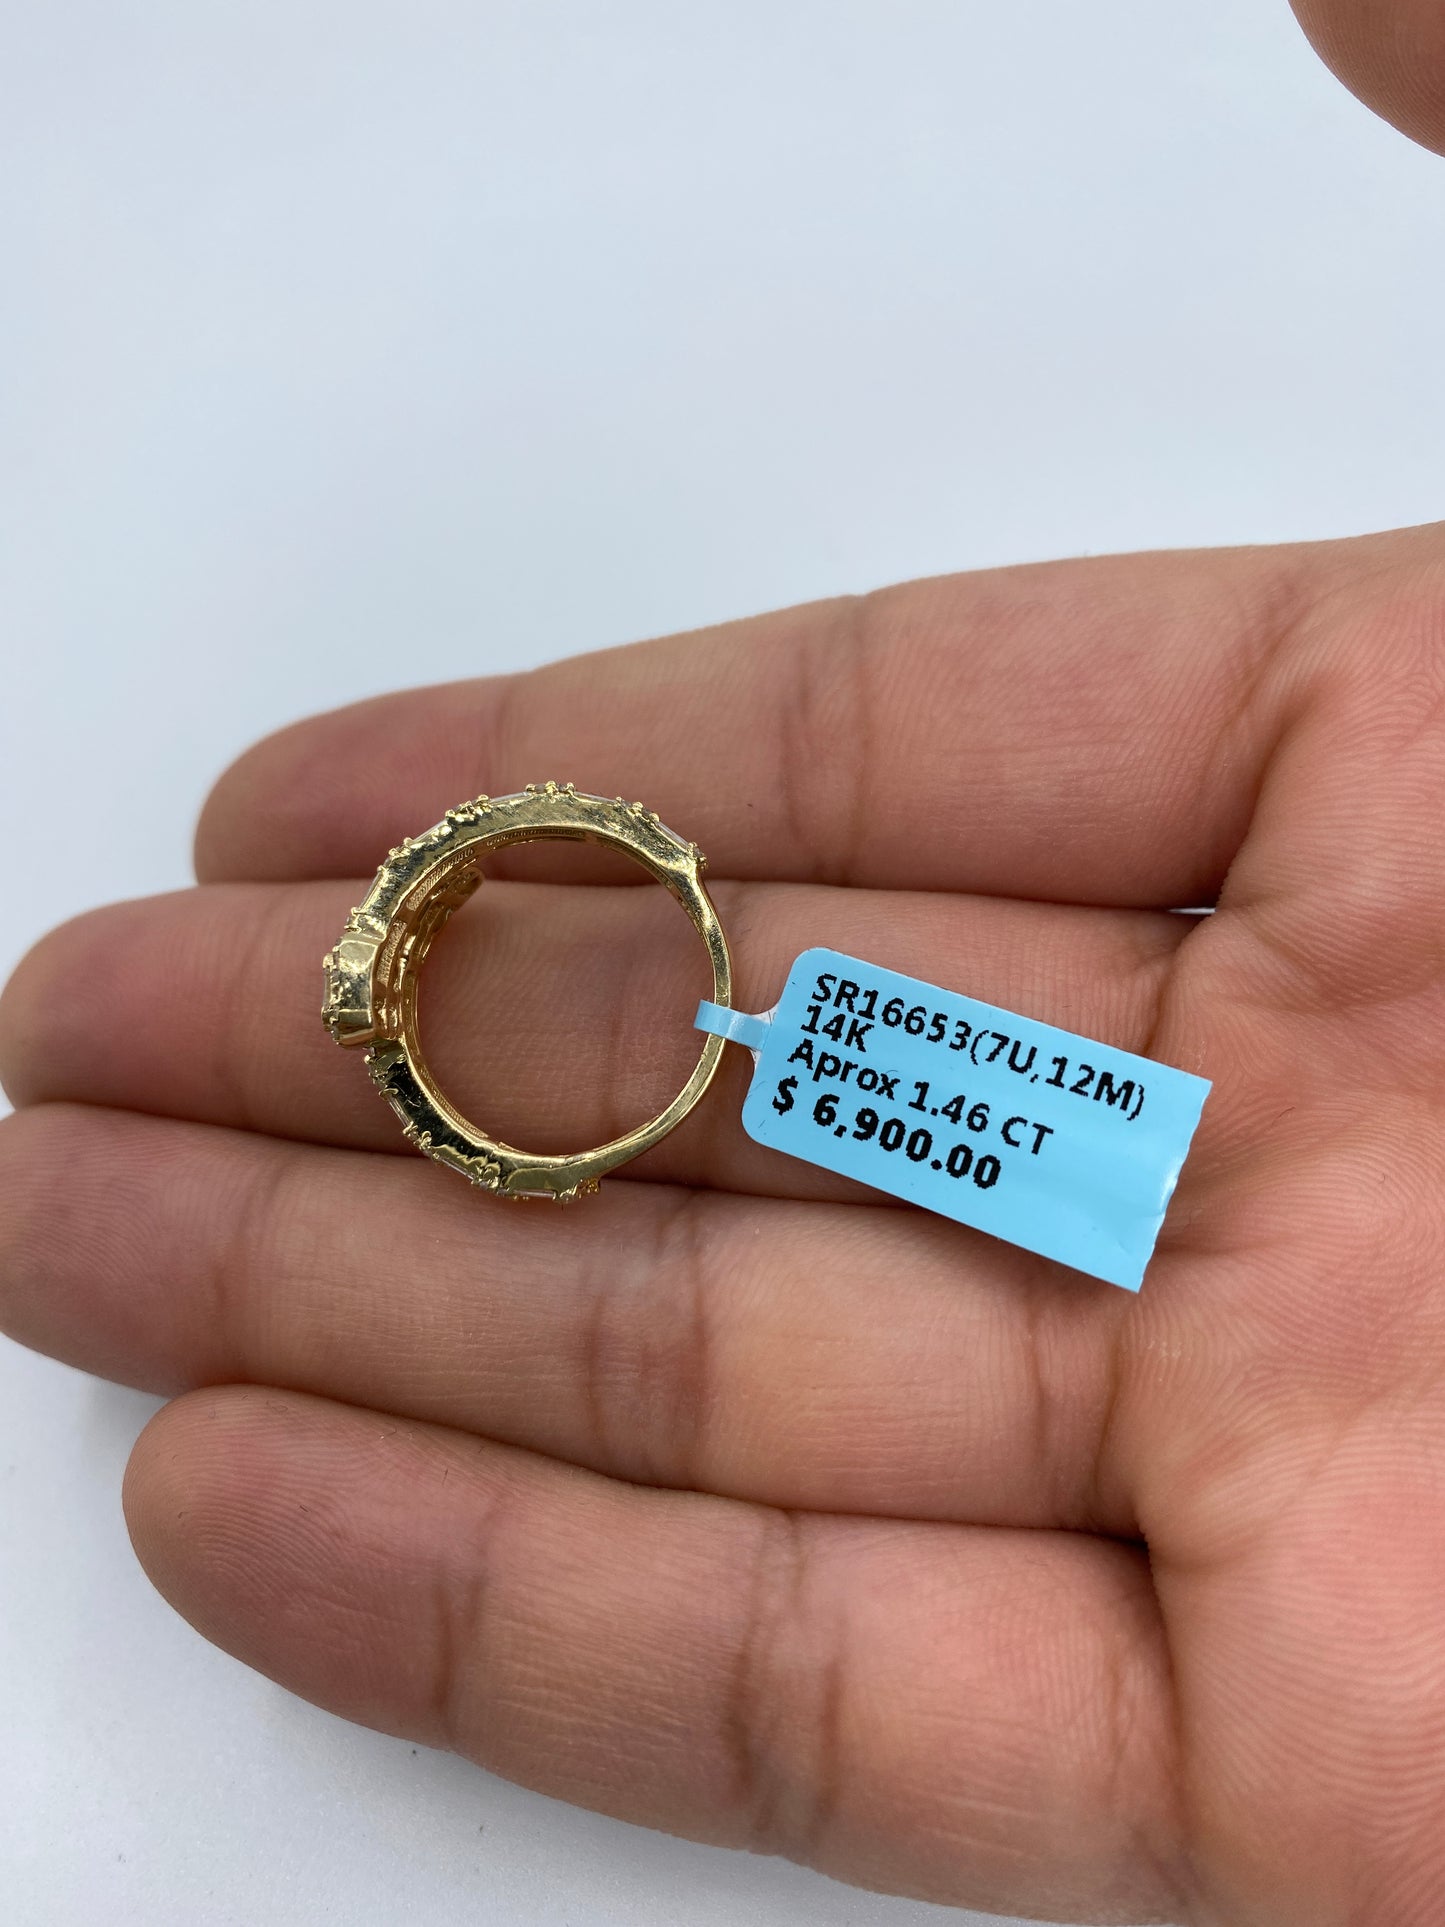 SR16653(7U,12M)
14K
Aprox 1.46 CT
$ 6,900.00